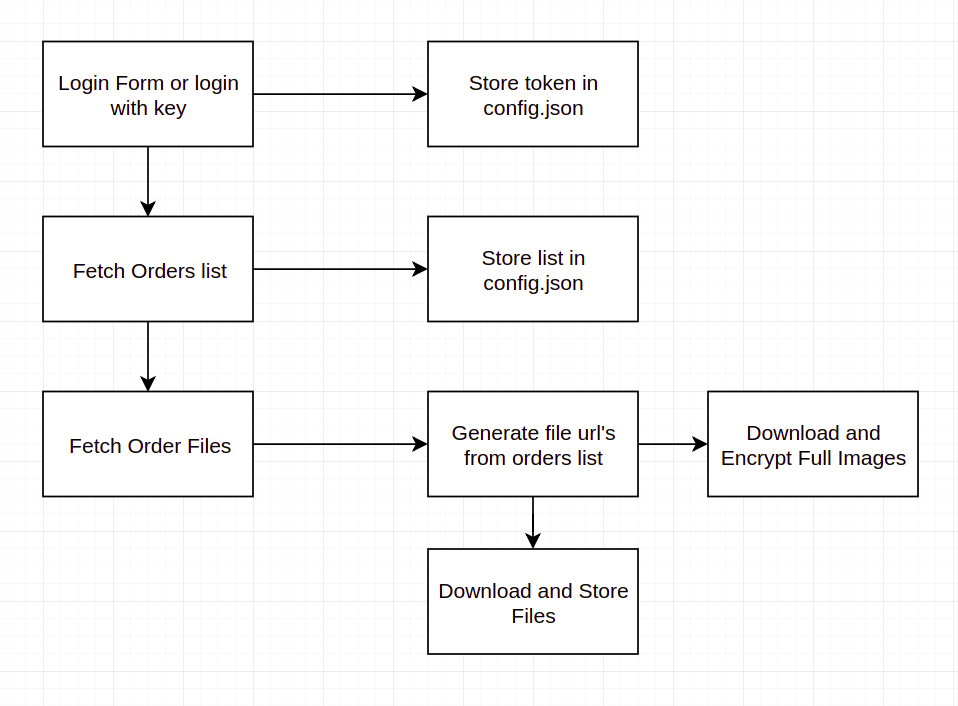 Login Form or login
with key
Store token in
config.json
Fetch Orders list
Store list in
config.json
Fetch Order Files
Generate file url's
from orders list
Download and
Encrypt Full Images
Download and Store
Files